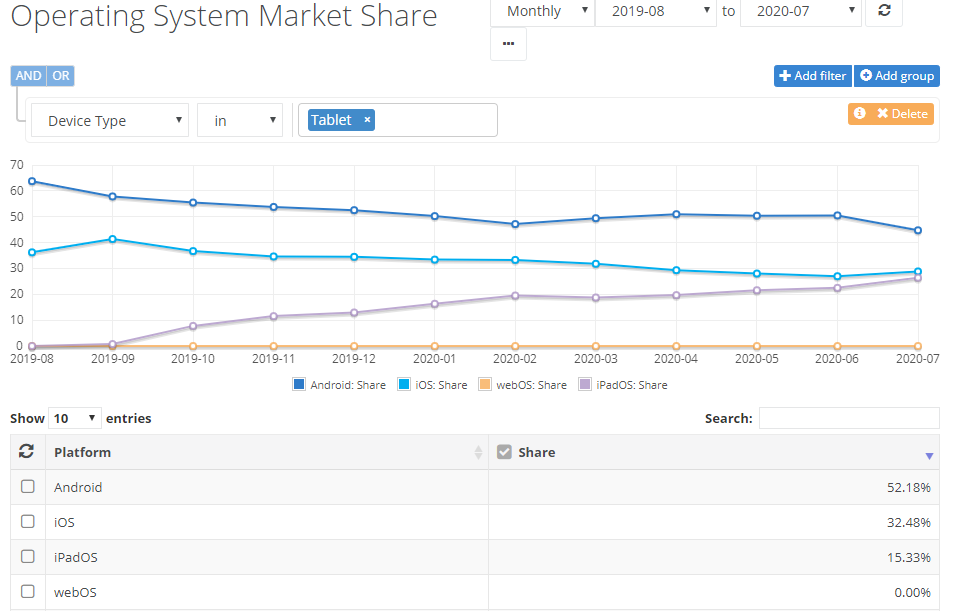 Operating System Market Share
Monthly 2019-08 to 2020-07
...
AND OR
Add filter Add group
Device Type in Tablet × Delete
70
60
50
40
30
20
10
0
2019-08 2019-09 2019-10 2019-11 2019-12 2020-01 2020-02 2020-03 2020-04 2020-05 2020-06 2020-07
Android: Share iOS: Share webOS: Share iPadOS: Share
Show 10 entries Search:
Platform Share
Android 52.18%
iOS 32.48%
iPadOS 15.33%
webOS 0.00%